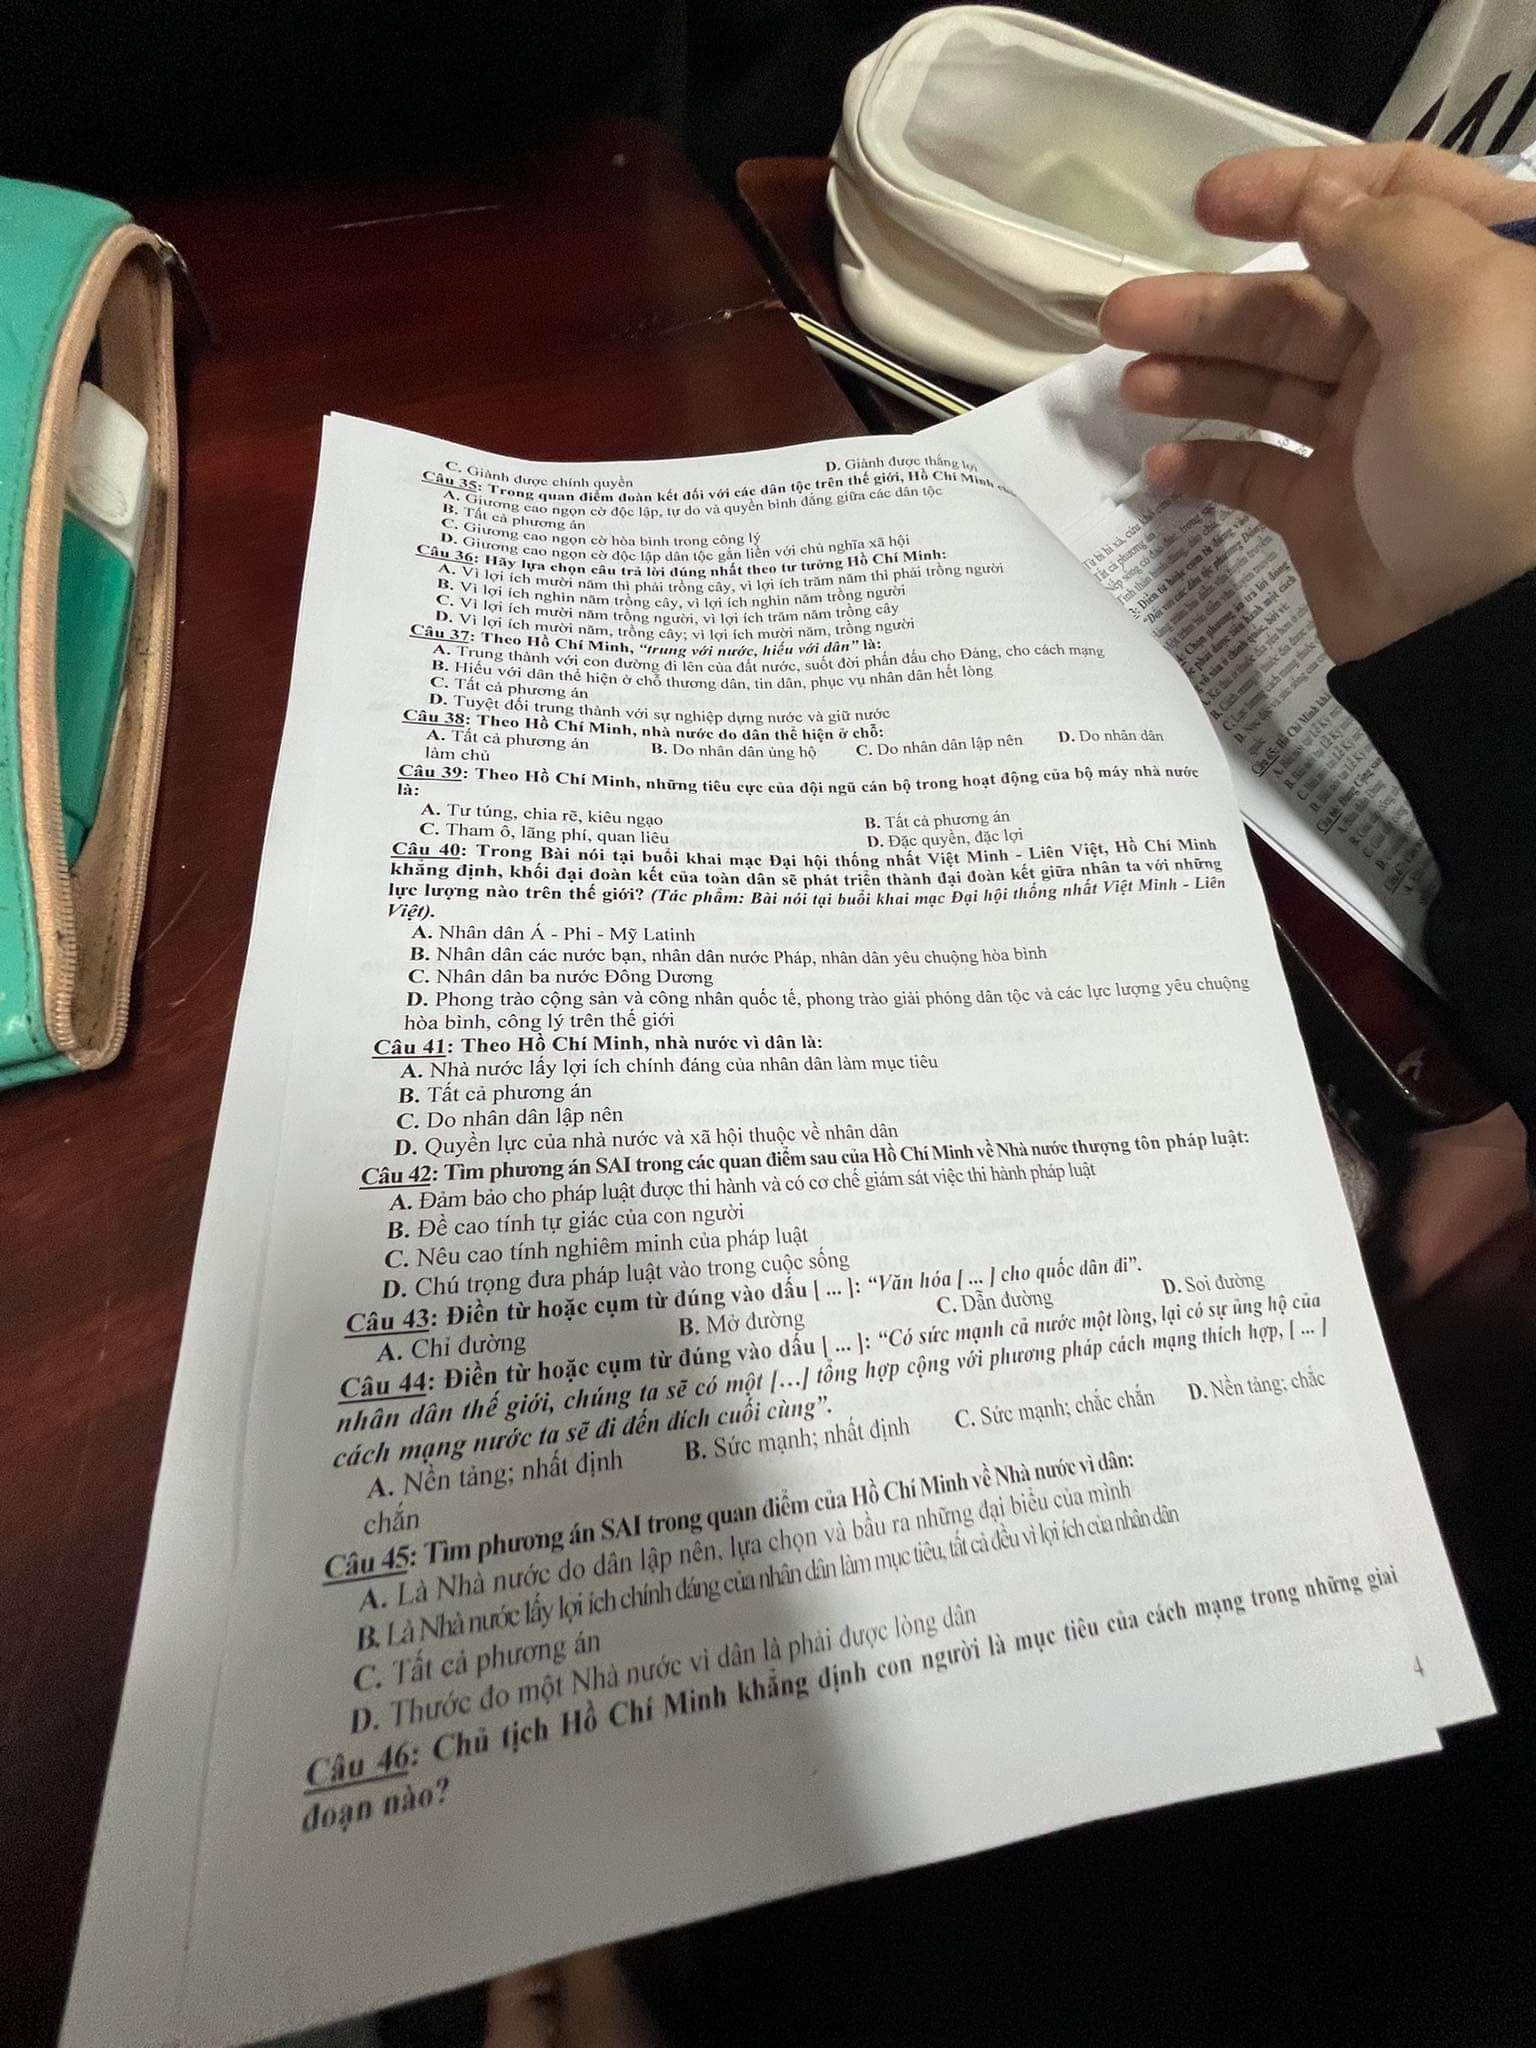 C. Giành được chính quyền
D. Giành được thắng lợi
Câu 35: Trong quan điểm đoàn kết đối với các dân tộc trên thế giới, Hồ Chí Minh
A. Giương cao ngọn cờ độc lập, tự do và quyền bình đẳng giữa các dân tộc
B. Tất cả phương án
C. Giương cao ngọn cờ hòa bình trong công lý
D. Giương cao ngọn cờ độc lập dân tộc gắn liền với chủ nghĩa xã hội
Câu 36: Hãy lựa chọn câu trả lời đúng nhất theo tư tưởng Hồ Chí Minh:
A. Vì lợi ích mười năm thì phải trồng cây, vì lợi ích trăm năm thì phải trồng người
B. Vì lợi ích nghìn năm trồng cây, vì lợi ích nghìn năm trồng người
C. Vì lợi ích mười năm trồng người, vì lợi ích trăm năm trồng cây
D. Vì lợi ích mười năm, trồng cây; vì lợi ích mười năm, trồng người
Câu 37: Theo Hồ Chí Minh, “trung với nước, hiếu với dân” là:
A. Trung thành với con đường đi lên của đất nước, suốt đời phấn đấu cho Đảng, cho cách mạng
B. Hiếu với dân thể hiện ở chỗ thương dân, tin dân, phục vụ nhân dân hết lòng
C. Tất cả phương án
D. Tuyệt đối trung thành với sự nghiệp dựng nước và giữ nước
Câu 38: Theo Hồ Chí Minh, nhà nước do dân thể hiện ở chỗ:
A. Tất cả phương án B. Do nhân dân ủng hộ C. Do nhân dân lập nên D. Do nhân dân
làm chủ
Câu 39: Theo Hồ Chí Minh, những tiêu cực của đội ngũ cán bộ trong hoạt động của bộ máy nhà nước
là:
A. Tư túng, chia rẽ, kiêu ngạo B. Tất cả phương án
C. Tham ô, lãng phí, quan liêu D. Đặc quyền, đặc lợi
Câu 40: Trong Bài nói tại buổi khai mạc Đại hội thống nhất Việt Minh - Liên Việt, Hồ Chí Minh
khẳng định, khối đại đoàn kết của toàn dân sẽ phát triển thành đại đoàn kết giữa nhân ta với những
lực lượng nào trên thế giới? (Tác phẩm: Bài nói tại buổi khai mạc Đại hội thống nhất Việt Minh - Liên
Việt).
A. Nhân dân Á - Phi - Mỹ Latinh
B. Nhân dân các nước bạn, nhân dân nước Pháp, nhân dân yêu chuộng hòa bình
C. Nhân dân ba nước Đông Dương
D. Phong trào cộng sản và công nhân quốc tế, phong trào giải phóng dân tộc và các lực lượng yêu chuộng
hòa bình, công lý trên thế giới
Câu 41: Theo Hồ Chí Minh, nhà nước vì dân là:
A. Nhà nước lấy lợi ích chính đáng của nhân dân làm mục tiêu
B. Tất cả phương án
C. Do nhân dân lập nên
D. Quyền lực của nhà nước và xã hội thuộc về nhân dân
Câu 42: Tìm phương án SAI trong các quan điểm sau của Hồ Chí Minh về Nhà nước thượng tôn pháp luật:
A. Đảm bảo cho pháp luật được thi hành và có cơ chế giám sát việc thi hành pháp luật
B. Đề cao tính tự giác của con người
C. Nêu cao tính nghiêm minh của pháp luật
D. Chú trọng đưa pháp luật vào trong cuộc sống
Câu 43: Điền từ hoặc cụm từ đúng vào dấu [ ... ]: “Văn hóa [ ... ] cho quốc dân đi”.
A. Chỉ đường B. Mở đường C. Dẫn đường D. Soi đường
Câu 44: Điền từ hoặc cụm từ đúng vào dấu [ ... ]: “Có sức mạnh cả nước một lòng, lại có sự ủng hộ của
nhân dân thế giới, chúng ta sẽ có một [...] tổng hợp cộng với phương pháp cách mạng thích hợp, [ ... ]
cách mạng nước ta sẽ đi đến đích cuối cùng”.
A. Nền tảng; nhất định B. Sức mạnh; nhất định C. Sức mạnh; chắc chắn D. Nền tảng; chắc
chắn
Câu 45: Tìm phương án SAI trong quan điểm của Hồ Chí Minh về Nhà nước vì dân:
A. Là Nhà nước do dân lập nên, lựa chọn và bầu ra những đại biểu của mình
B. Là Nhà nước lấy lợi ích chính đáng của nhân dân làm mục tiêu, tất cả đều vì lợi ích của nhân dân
C. Tất cả phương án
D. Thước đo một Nhà nước vì dân là phải được lòng dân
Câu 46: Chủ tịch Hồ Chí Minh khẳng định con người là mục tiêu của cách mạng trong những giai
đoạn nào?
4